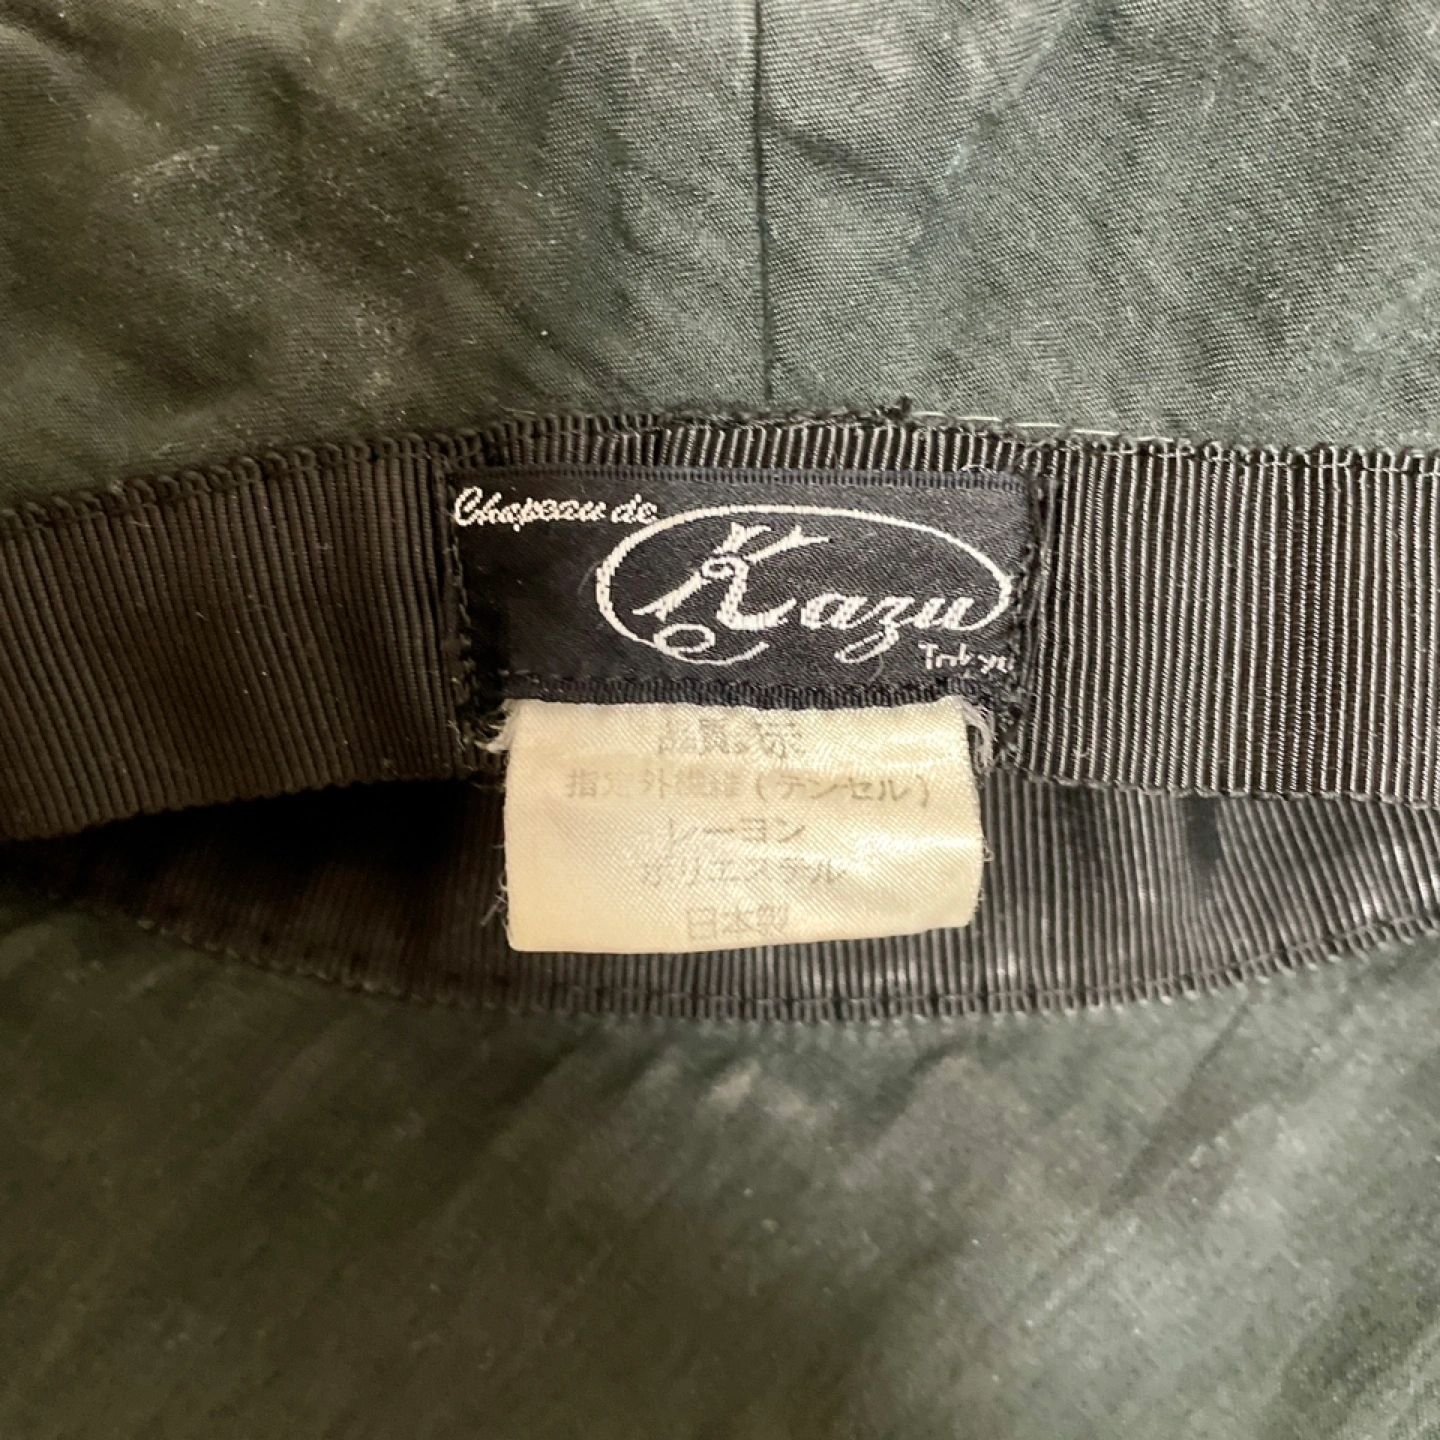 Chapeau de
Kazu
Tokyo
品質表示
指定外繊維(テンセル)
レーヨン
ポリエステル
日本製